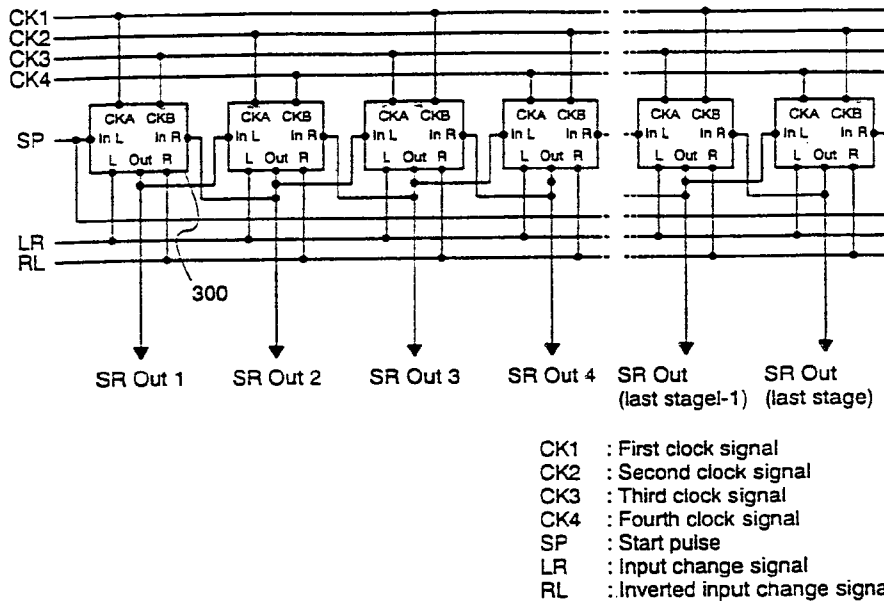 CK1
CK2
CK3
CK4
CKA CKB CKA CKB CKA CKB CKA CKB CKA CKB CKA CKB
SP In L In R In L In R In L In R In L In R In L In R In L In R
L Out R L Out R L Out R L Out R L Out R L Out R
LR
RL
300
SR Out 1 SR Out 2 SR Out 3 SR Out 4 SR Out SR Out
(last stagel-1) (last stage)
CK1 : First clock signal
CK2 : Second clock signal
CK3 : Third clock signal
CK4 : Fourth clock signal
SP : Start pulse
LR : Input change signal
RL : Inverted input change signa